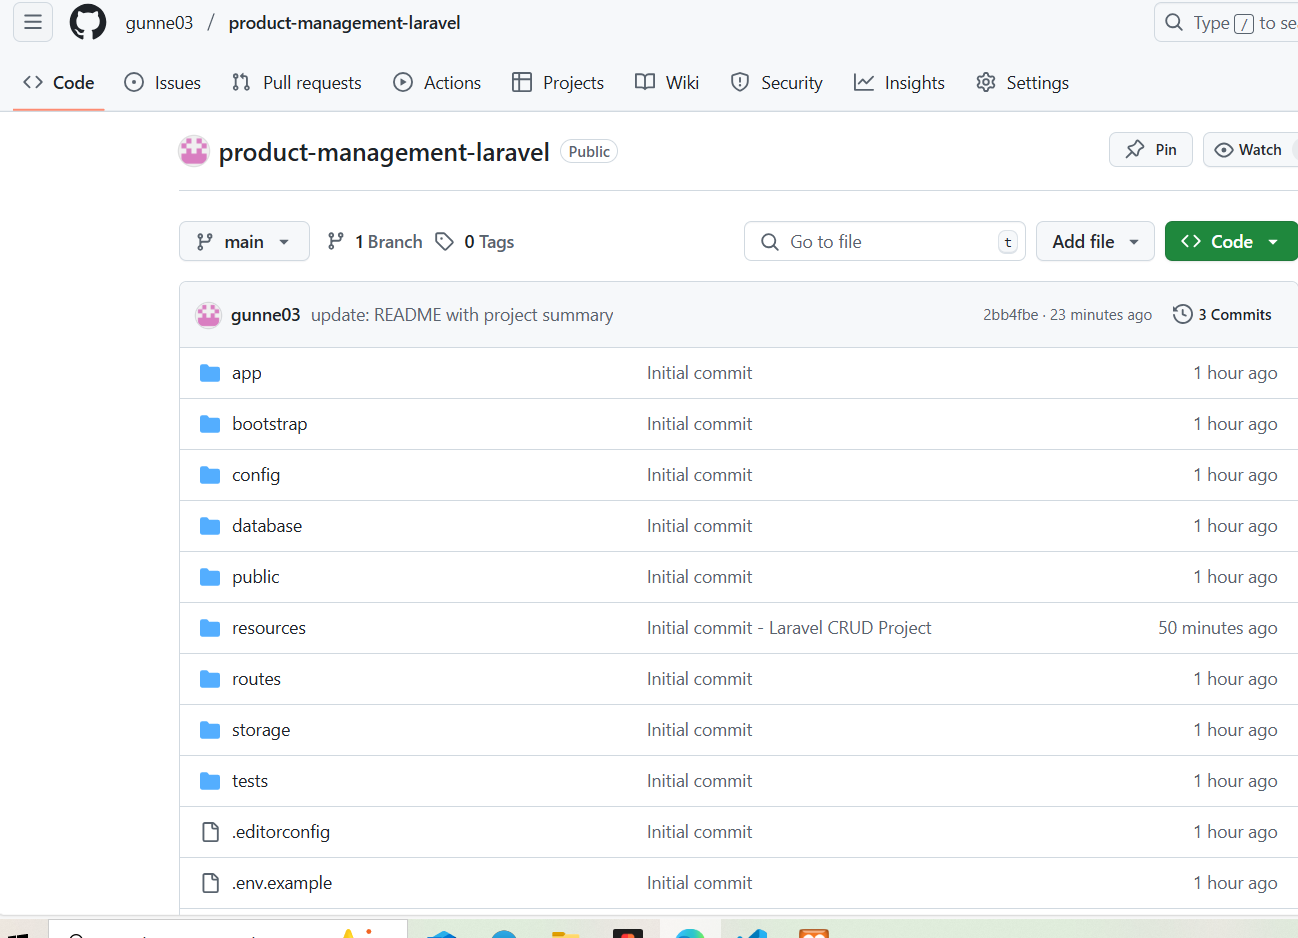 gunne03 / product-management-laravel
Type / to se
Code Issues Pull requests Actions Projects Wiki Security Insights Settings
product-management-laravel Public Pin Watch
main 1 Branch 0 Tags Go to file t Add file Code
gunne03 update: README with project summary 2bb4fbe · 23 minutes ago 3 Commits
app Initial commit 1 hour ago
bootstrap Initial commit 1 hour ago
config Initial commit 1 hour ago
database Initial commit 1 hour ago
public Initial commit 1 hour ago
resources Initial commit - Laravel CRUD Project 50 minutes ago
routes Initial commit 1 hour ago
storage Initial commit 1 hour ago
tests Initial commit 1 hour ago
.editorconfig Initial commit 1 hour ago
.env.example Initial commit 1 hour ago